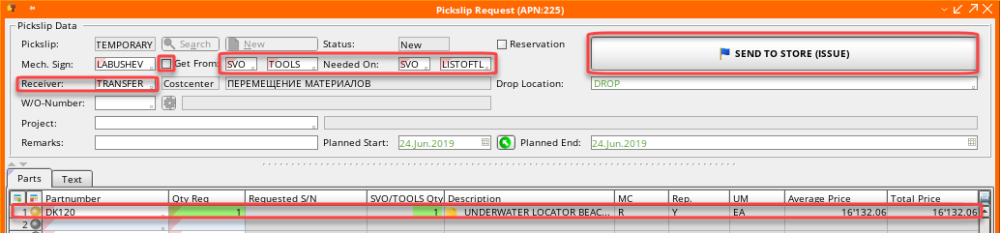 Pickslip Request (APN:225)
Pickslip Data
Pickslip: TEMPORARY Search New Status: New Reservation
SEND TO STORE (ISSUE)
Mech. Sign: LABUSHEV Get From: SVO TOOLS Needed On: SVO LISTOFTL
Receiver: TRANSFER Costcenter ПЕРЕМЕЩЕНИЕ МАТЕРИАЛОВ Drop Location: DROP
W/O-Number:
Project:
Remarks: Planned Start: 24.Jun.2019 Planned End: 24.Jun.2019
Parts Text
Partnumber Qty Req Requested S/N SVO/TOOLS Qty Description MC Rep. UM Average Price Total Price
1 DK120 1 1 UNDERWATER LOCATOR BEAC... R Y EA 16'132.06 16'132.06
2